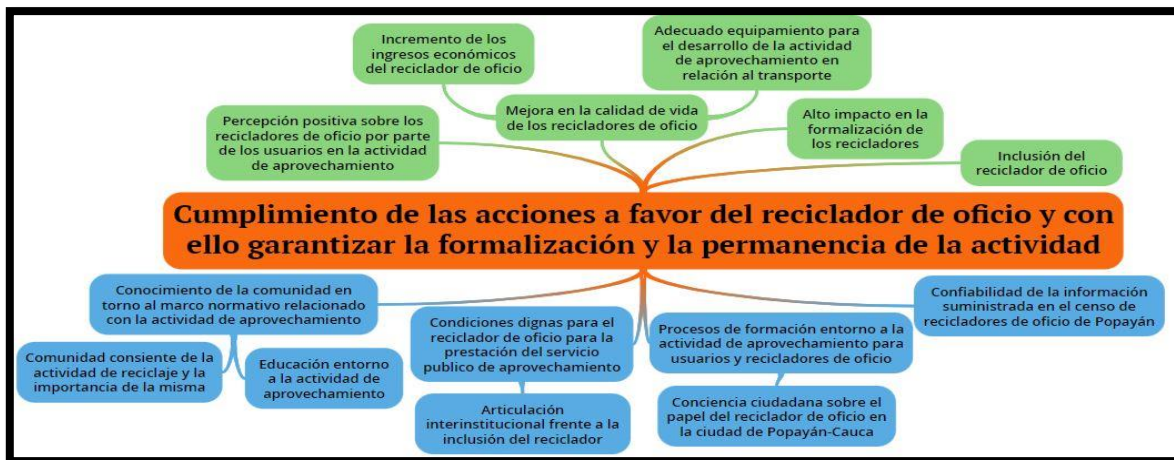 Incremento de los
ingresos económicos
del reciclador de oficio
Adecuado equipamiento para
el desarrollo de la actividad
de aprovechamiento en
relación al transporte
Percepción positiva sobre los
recicladores de oficio por parte
de los usuarios en la actividad
de aprovechamiento
Mejora en la calidad de vida
de los recicladores de oficio
Alto impacto en la
formalización de
los recicladores
Inclusión del
reciclador de oficio
Cumplimiento de las acciones a favor del reciclador de oficio y con
ello garantizar la formalización y la permanencia de la actividad
Conocimiento de la comunidad en
torno al marco normativo relacionado
con la actividad de aprovechamiento
Condiciones dignas para el
reciclador de oficio para la
prestación del servicio
publico de aprovechamiento
Procesos de formación entorno a la
actividad de aprovechamiento para
usuarios y recicladores de oficio
Confiabilidad de la información
suministrada en el censo de
recicladores de oficio de Popayán
Comunidad consiente de la
actividad de reciclaje y la
importancia de la misma
Educación entorno
a la actividad de
aprovechamiento
Articulación
interinstitucional frente a la
inclusión del reciclador
Conciencia ciudadana sobre el
papel del reciclador de oficio en
la ciudad de Popayán-Cauca